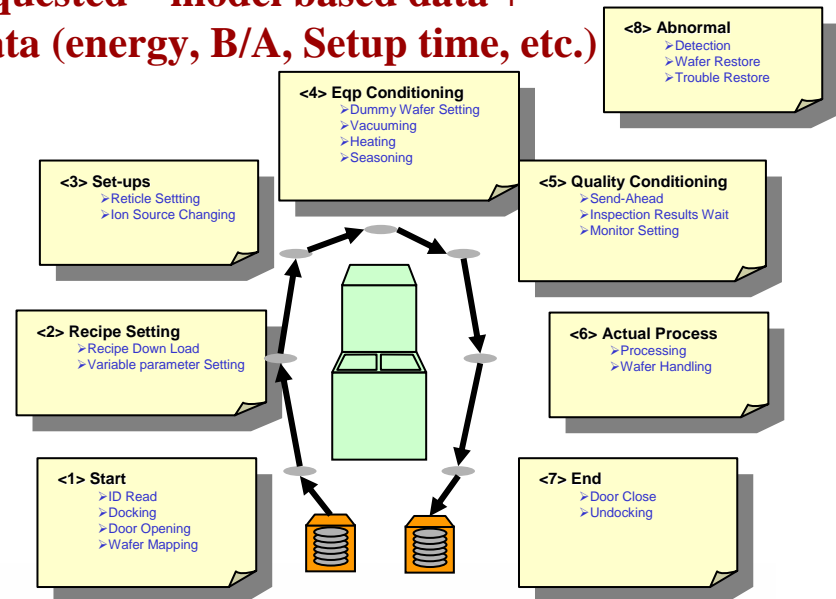 model based data +
(energy, B/A, Setup time, etc.)
<8> Abnormal
➢Detection
➢Wafer Restore
➢Trouble Restore
<4> Eqp Conditioning
➢Dummy Wafer Setting
➢Vacuuming
➢Heating
➢Seasoning
<3> Set-ups
➢Reticle Settting
➢Ion Source Changing
<5> Quality Conditioning
➢Send-Ahead
➢Inspection Results Wait
➢Monitor Setting
<2> Recipe Setting
➢Recipe Down Load
➢Variable parameter Setting
<6> Actual Process
➢Processing
➢Wafer Handling
<1> Start
➢ID Read
➢Docking
➢Door Opening
➢Wafer Mapping
<7> End
➢Door Close
➢Undocking